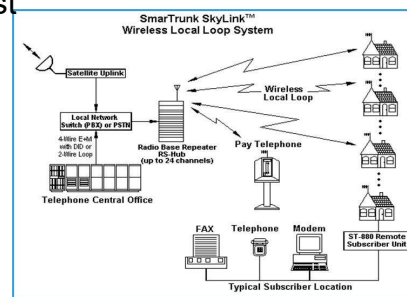 st
SmarTrunk SkyLink™
Wireless Local Loop System
Satellite Uplink
Local Network
Switch (PBX) or PSTN
4-Wire E+M
with DID or
2-Wire Loop
Telephone Central Office
Radio Base Repeater
RS-Hub
(up to 24 channels)
Wireless
Local Loop
Pay Telephone
FAX
Telephone
Modem
ST-880 Remote
Subscriber Unit
Typical Subscriber Location